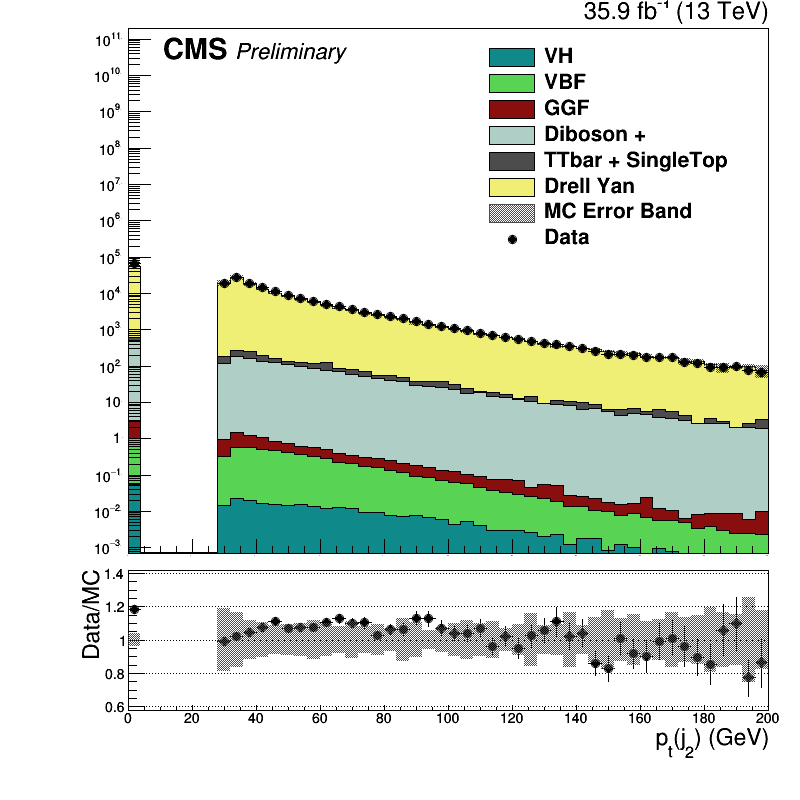 35.9 fb⁻¹ (13 TeV)
CMS Preliminary
VH
VBF
GGF
Diboson +
TTbar + SingleTop
Drell Yan
MC Error Band
Data
10¹¹
10¹⁰
10⁹
10⁸
10⁷
10⁶
10⁵
10⁴
10³
10²
10
1
10⁻¹
10⁻²
10⁻³
Data/MC
1.4
1.2
1
0.8
0.6
0 20 40 60 80 100 120 140 160 180 200
pₜ(j₂) (GeV)